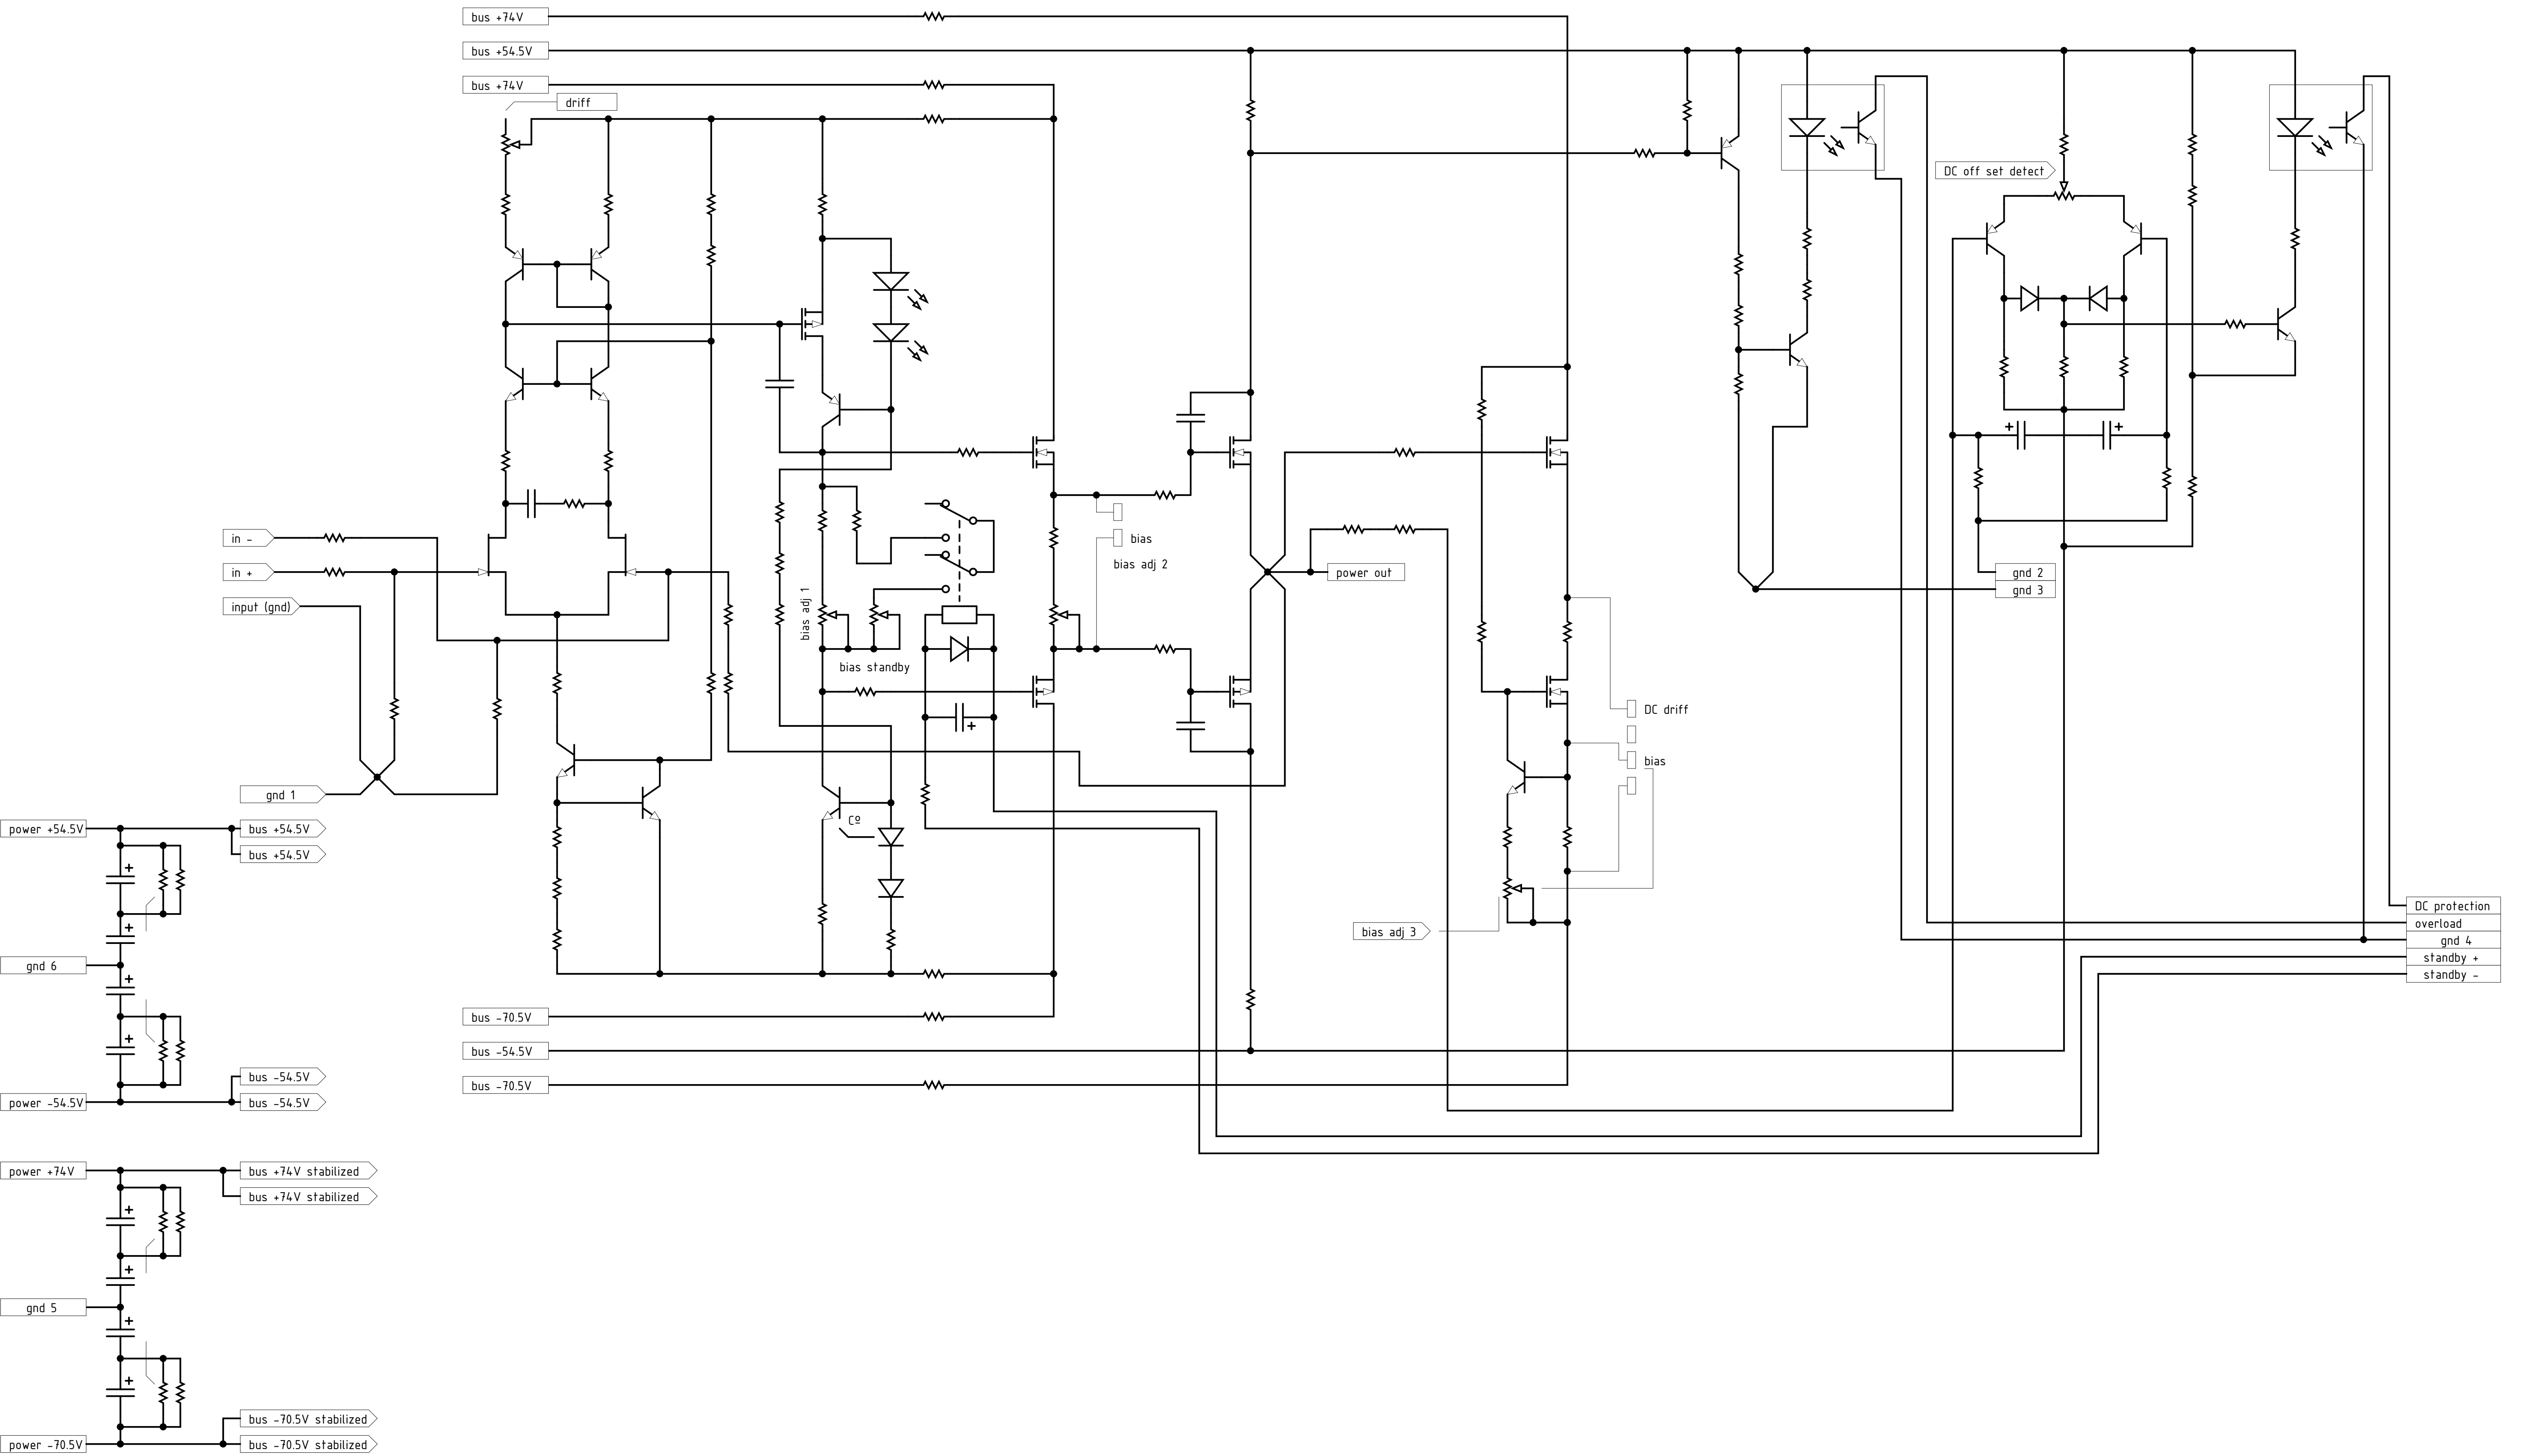 bus +74V
bus +54.5V
bus +74V
driff
DC off set detect
in -
in +
input (gnd)
bias
bias adj 2
power out
gnd 2
gnd 3
bias adj 1
bias standby
DC driff
bias
gnd 1
Cº
power +54.5V
bus +54.5V
bus +54.5V
bias adj 3
DC protection
overload
gnd 4
standby +
standby -
gnd 6
bus -70.5V
bus -54.5V
bus -70.5V
bus -54.5V
power -54.5V
bus -54.5V
power +74V
bus +74V stabilized
bus +74V stabilized
gnd 5
bus -70.5V stabilized
power -70.5V
bus -70.5V stabilized